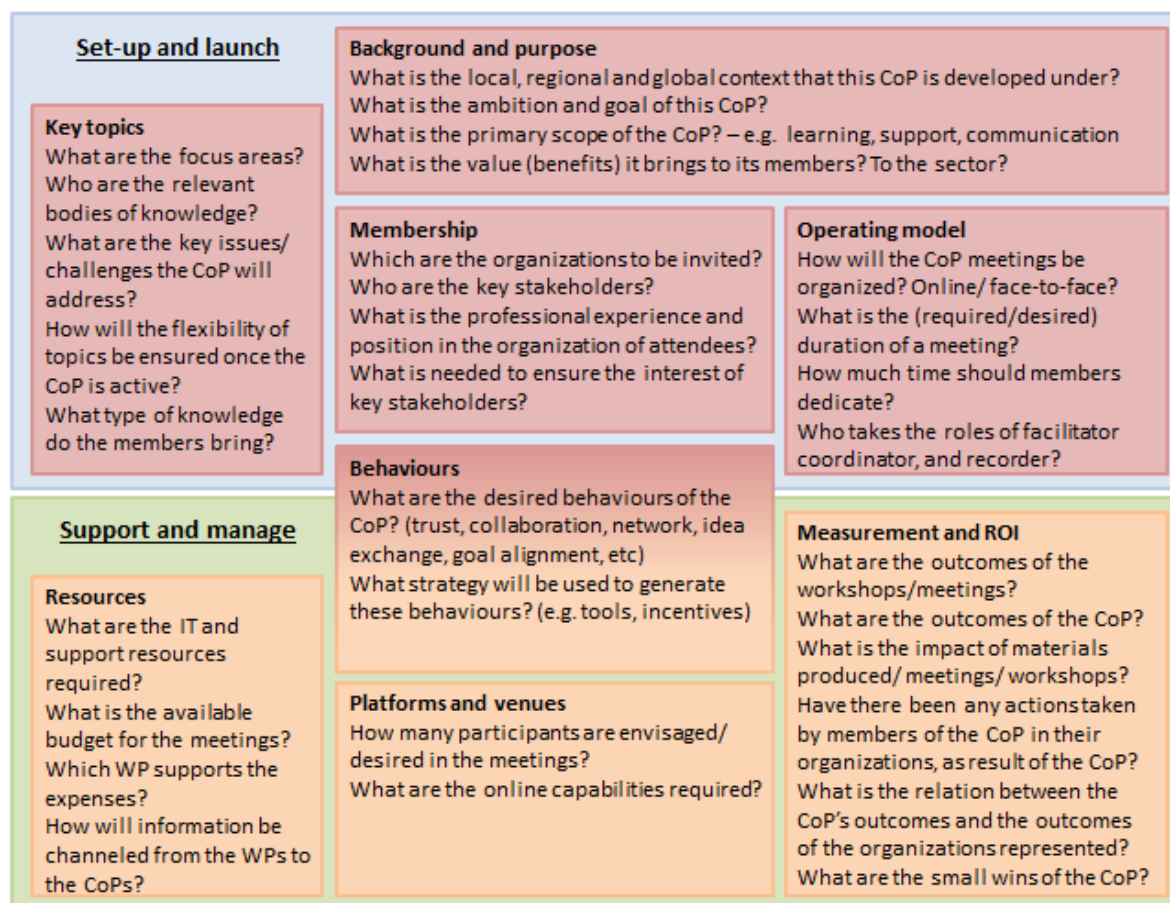 Set-up and launch
Background and purpose
What is the local, regional and global context that this CoP is developed under?
What is the ambition and goal of this CoP?
What is the primary scope of the CoP? – e.g. learning, support, communication
What is the value (benefits) it brings to its members? To the sector?
Key topics
What are the focus areas?
Who are the relevant
bodies of knowledge?
What are the key issues/
challenges the CoP will
address?
How will the flexibility of
topics be ensured once the
CoP is active?
What type of knowledge
do the members bring?
Membership
Which are the organizations to be invited?
Who are the key stakeholders?
What is the professional experience and
position in the organization of attendees?
What is needed to ensure the interest of
key stakeholders?
Operating model
How will the CoP meetings be
organized? Online/ face-to-face?
What is the (required/desired)
duration of a meeting?
How much time should members
dedicate?
Who takes the roles of facilitator
coordinator, and recorder?
Behaviours
What are the desired behaviours of the
CoP? (trust, collaboration, network, idea
exchange, goal alignment, etc)
What strategy will be used to generate
these behaviours? (e.g. tools, incentives)
Support and manage
Resources
What are the IT and
support resources
required?
What is the available
budget for the meetings?
Which WP supports the
expenses?
How will information be
channeled from the WPs to
the CoPs?
Platforms and venues
How many participants are envisaged/
desired in the meetings?
What are the online capabilities required?
Measurement and ROI
What are the outcomes of the
workshops/meetings?
What are the outcomes of the CoP?
What is the impact of materials
produced/ meetings/ workshops?
Have there been any actions taken
by members of the CoP in their
organizations, as result of the CoP?
What is the relation between the
CoP's outcomes and the outcomes
of the organizations represented?
What are the small wins of the CoP?